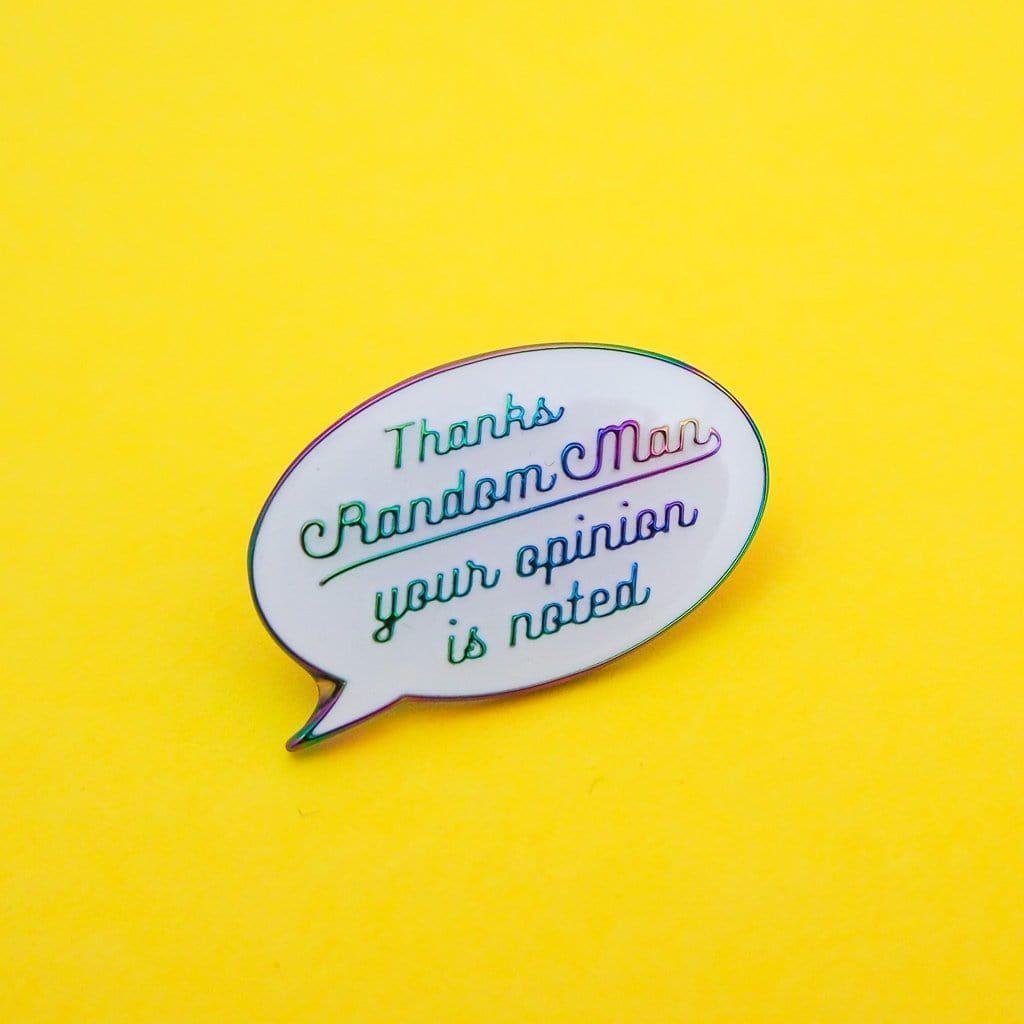 Thanks
Random Man
your opinion
is noted